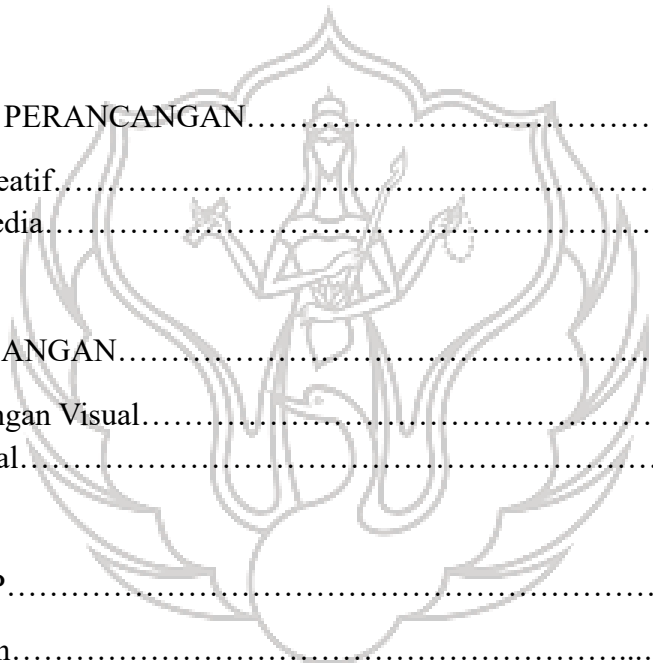 PERANCANGAN……………………………………
eatif……………………………………………………
edia……………………………………………………
ANGAN………………………………………………
ngan Visual……………………………………………
al………………………………………………………
P………………………………………………………
n…………………………………………………....